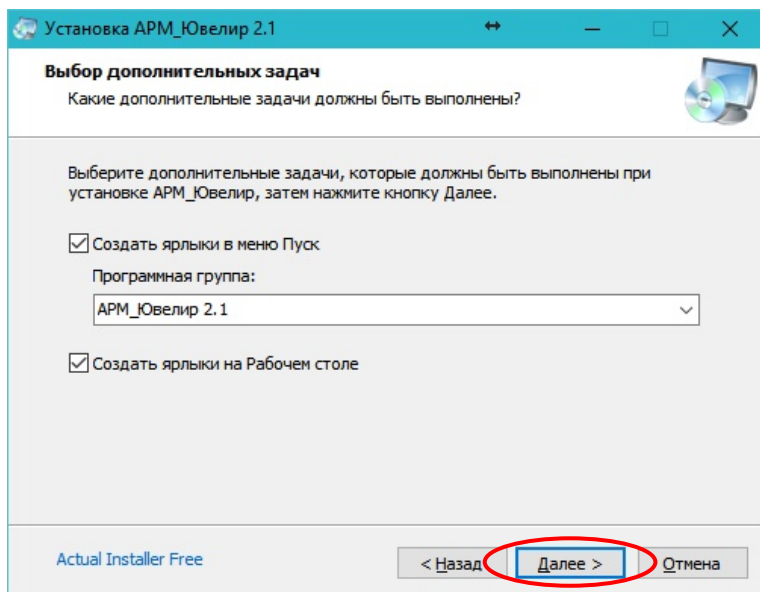 Установка АРМ_Ювелир 2.1
Выбор дополнительных задач
Какие дополнительные задачи должны быть выполнены?
Выберите дополнительные задачи, которые должны быть выполнены при
установке АРМ_Ювелир, затем нажмите кнопку Далее.
Создать ярлыки в меню Пуск
Программная группа:
АРМ_Ювелир 2.1
Создать ярлыки на Рабочем столе
Actual Installer Free
< Назад
Далее >
Отмена